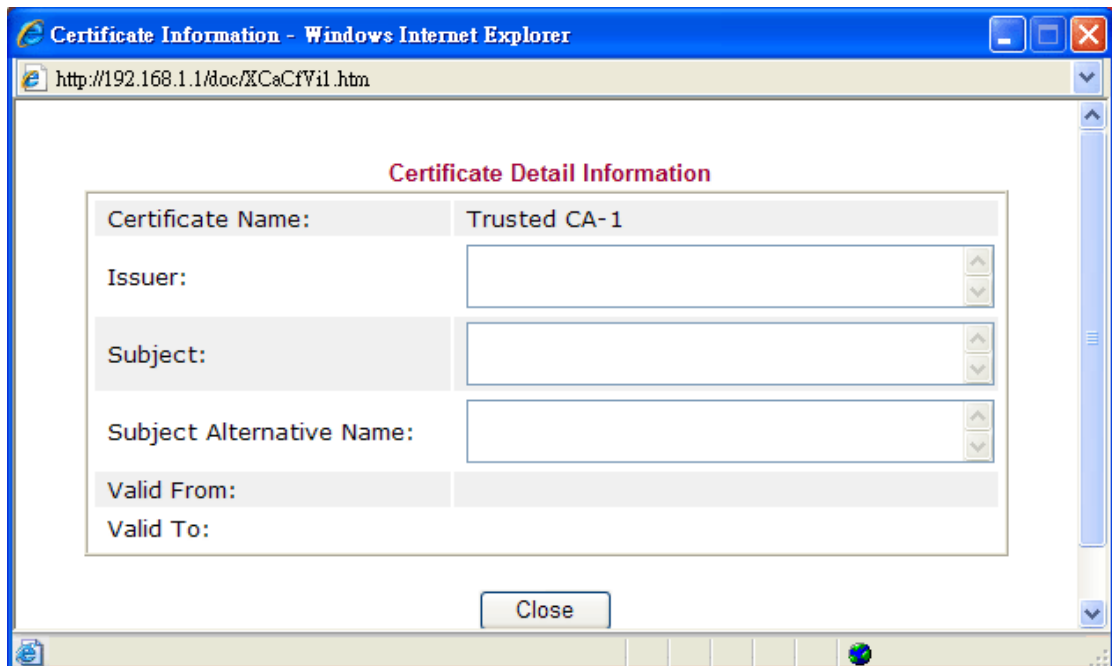 Certificate Information - Windows Internet Explorer
http://192.168.1.1/doc/XCaCfVi1.htm
Certificate Detail Information
Certificate Name: Trusted CA-1
Issuer:
Subject:
Subject Alternative Name:
Valid From:
Valid To:
Close